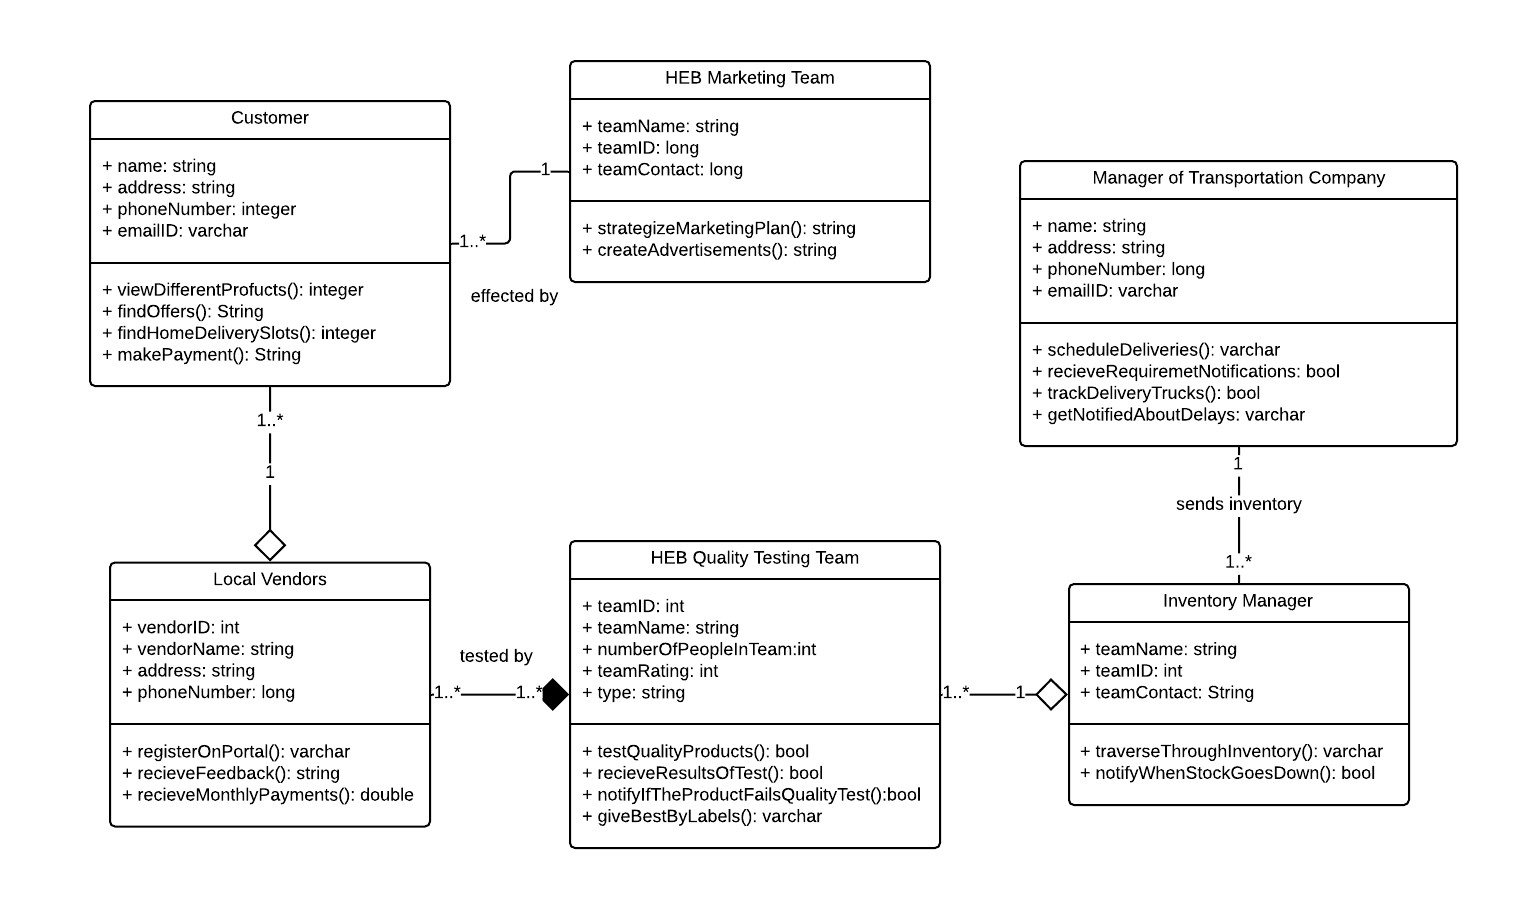 HEB Marketing Team
+ teamName: string
+ teamID: long
+ teamContact: long
+ strategizeMarketingPlan(): string
+ createAdvertisements(): string
Customer
+ name: string
+ address: string
+ phoneNumber: integer
+ emailID: varchar
+ viewDifferentProfucts(): integer
+ findOffers(): String
+ findHomeDeliverySlots(): integer
+ makePayment(): String
1
1..*
effected by
Manager of Transportation Company
+ name: string
+ address: string
+ phoneNumber: long
+ emailID: varchar
+ scheduleDeliveries(): varchar
+ recieveRequiremetNotifications: bool
+ trackDeliveryTrucks(): bool
+ getNotifiedAboutDelays: varchar
1..*
1
1
sends inventory
1..*
Local Vendors
+ vendorID: int
+ vendorName: string
+ address: string
+ phoneNumber: long
+ registerOnPortal(): varchar
+ recieveFeedback(): string
+ recieveMonthlyPayments(): double
tested by
1..*
1..*
HEB Quality Testing Team
+ teamID: int
+ teamName: string
+ numberOfPeopleInTeam:int
+ teamRating: int
+ type: string
+ testQualityProducts(): bool
+ recieveResultsOfTest(): bool
+ notifyIfTheProductFailsQualityTest():bool
+ giveBestByLabels(): varchar
1..*
1
Inventory Manager
+ teamName: string
+ teamID: int
+ teamContact: String
+ traverseThroughInventory(): varchar
+ notifyWhenStockGoesDown(): bool